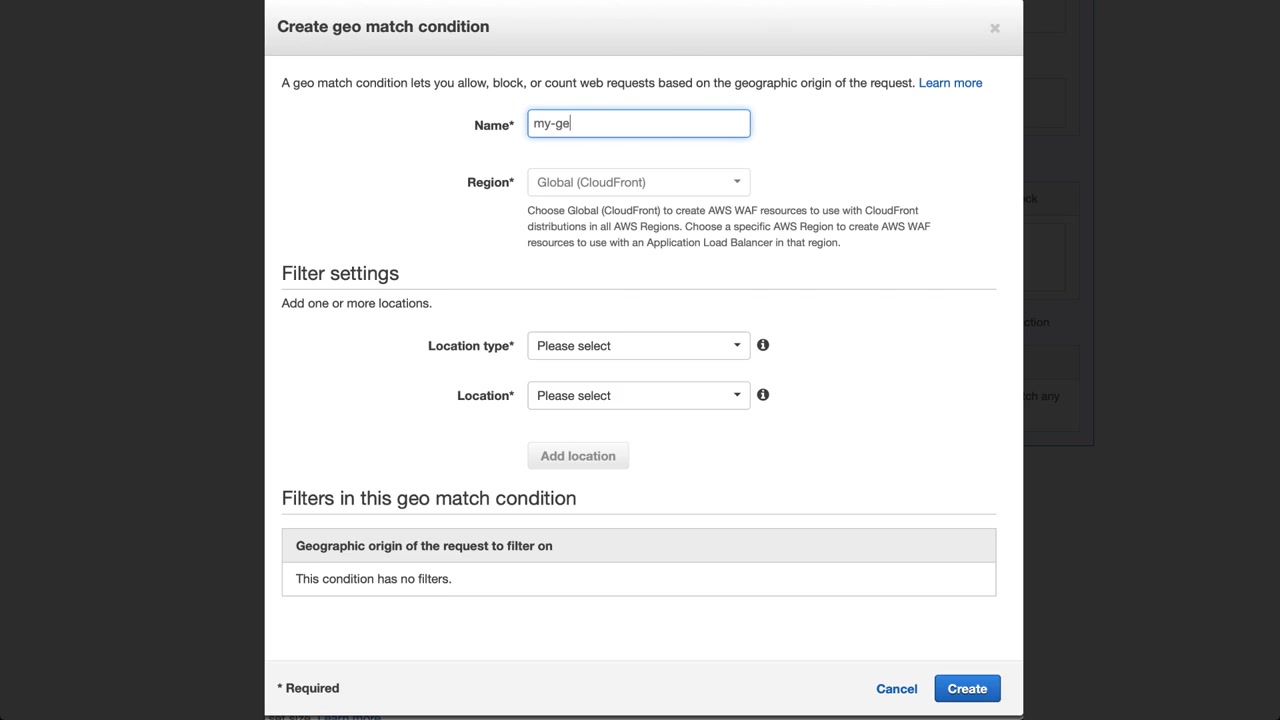 Create geo match condition
×
A geo match condition lets you allow, block, or count web requests based on the geographic origin of the request. Learn more
Name* my-ge
Region* Global (CloudFront)
Choose Global (CloudFront) to create AWS WAF resources to use with CloudFront
distributions in all AWS Regions. Choose a specific AWS Region to create AWS WAF
resources to use with an Application Load Balancer in that region.
Filter settings
Add one or more locations.
Location type* Please select
Location* Please select
Add location
Filters in this geo match condition
Geographic origin of the request to filter on
This condition has no filters.
* Required
Cancel Create
ck
ction
ch any